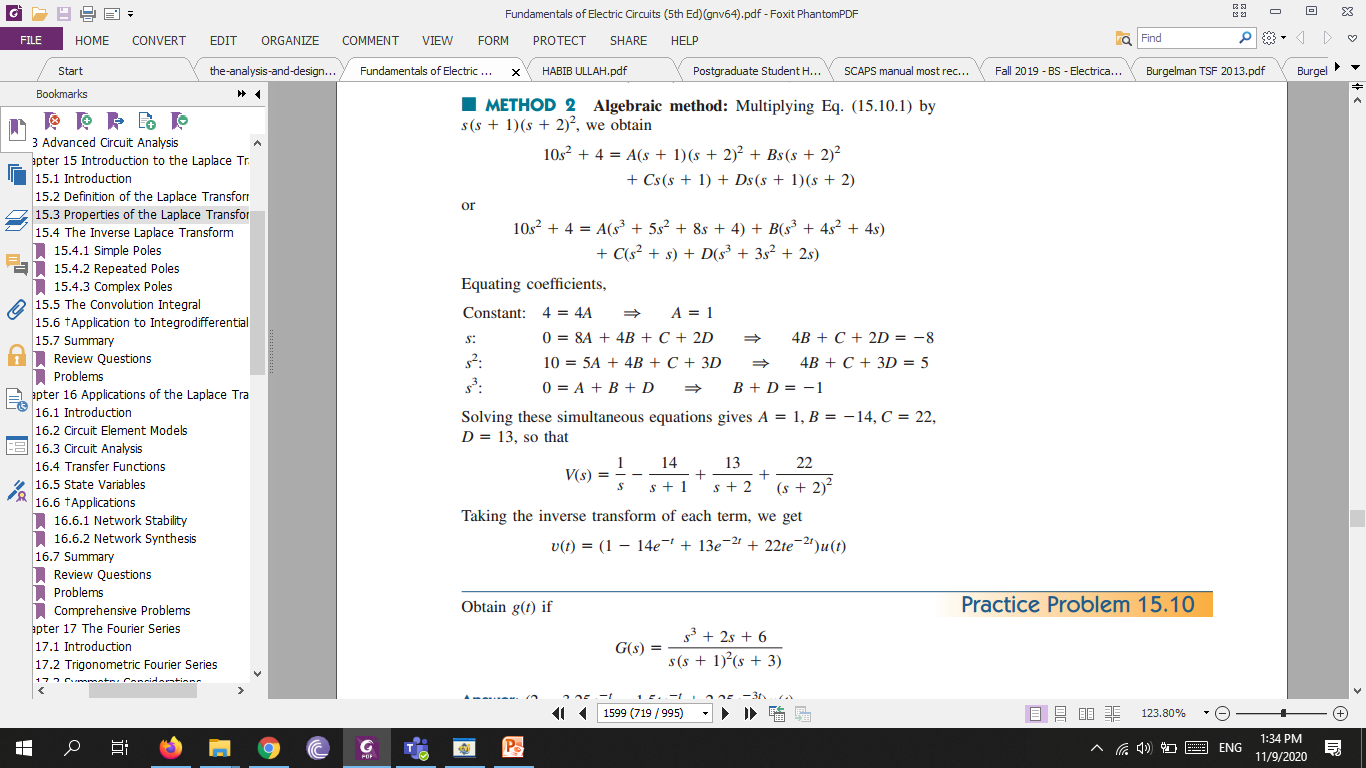 Fundamentals of Electric Circuits (5th Ed)(gnv64).pdf - Foxit PhantomPDF
FILE HOME CONVERT EDIT ORGANIZE COMMENT VIEW FORM PROTECT SHARE HELP Find
Start the-analysis-and-design... Fundamentals of Electric ... HABIB ULLAH.pdf Postgraduate Student H... SCAPS manual most rec... Fall 2019 - BS - Electrica... Burgelman TSF 2013.pdf Burgel
Bookmarks
3 Advanced Circuit Analysis
apter 15 Introduction to the Laplace Tr
15.1 Introduction
15.2 Definition of the Laplace Transfor
15.3 Properties of the Laplace Transfor
15.4 The Inverse Laplace Transform
15.4.1 Simple Poles
15.4.2 Repeated Poles
15.4.3 Complex Poles
15.5 The Convolution Integral
15.6 †Application to Integrodifferential
15.7 Summary
Review Questions
Problems
apter 16 Applications of the Laplace Tra
16.1 Introduction
16.2 Circuit Element Models
16.3 Circuit Analysis
16.4 Transfer Functions
16.5 State Variables
16.6 †Applications
16.6.1 Network Stability
16.6.2 Network Synthesis
16.7 Summary
Review Questions
Problems
Comprehensive Problems
apter 17 The Fourier Series
17.1 Introduction
17.2 Trigonometric Fourier Series
17.3 Symmetry Considerations
■ METHOD 2 Algebraic method: Multiplying Eq. (15.10.1) by
s(s + 1)(s + 2)², we obtain
10s² + 4 = A(s + 1)(s + 2)² + Bs(s + 2)²
+ Cs(s + 1) + Ds(s + 1)(s + 2)
or
10s² + 4 = A(s³ + 5s² + 8s + 4) + B(s³ + 4s² + 4s)
+ C(s² + s) + D(s³ + 3s² + 2s)
Equating coefficients,
Constant: 4 = 4A ⇒ A = 1
s: 0 = 8A + 4B + C + 2D ⇒ 4B + C + 2D = −8
s²: 10 = 5A + 4B + C + 3D ⇒ 4B + C + 3D = 5
s³: 0 = A + B + D ⇒ B + D = −1
Solving these simultaneous equations gives A = 1, B = −14, C = 22,
D = 13, so that
V(s) = 1/s − 14/(s + 1) + 13/(s + 2) + 22/(s + 2)²
Taking the inverse transform of each term, we get
v(t) = (1 − 14e⁻ᵗ + 13e⁻²ᵗ + 22te⁻²ᵗ)u(t)
Practice Problem 15.10
Obtain g(t) if
G(s) = (s³ + 2s + 6)/(s(s + 1)²(s + 3))
1599 (719 / 995) 123.80%
ENG 1:34 PM
11/9/2020